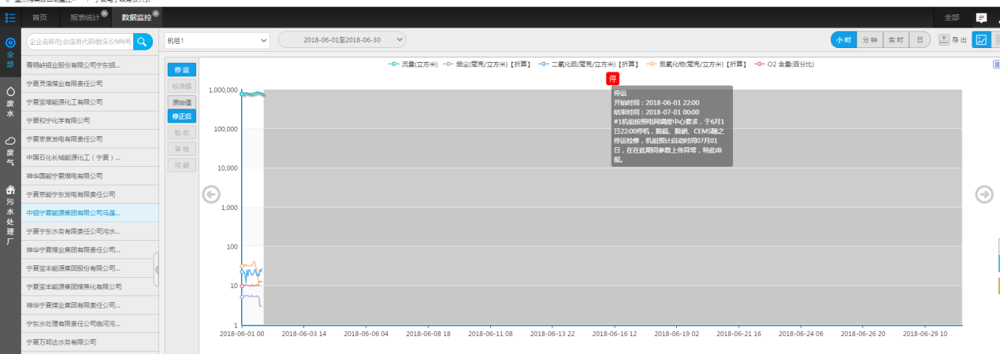 首页
报表统计
数据监控
全部
全部
废水
废气
污水处理厂
企业名称/社会信用代码/数采仪MN号
青铜峡铝业股份有限公司宁东铝...
宁夏灵信煤业有限责任公司
宁夏宝塔能源化工有限公司
宁夏和宁化学有限公司
宁夏枣泉发电有限责任公司
中国石化长城能源化工（宁夏）...
神华国能宁夏煤电有限公司
宁夏京能宁东发电有限责任公司
中铝宁夏能源集团有限公司马莲...
宁夏宁东水务有限责任公司污水...
神华宁夏煤业集团有限责任公司...
宁夏宝丰能源集团股份有限公司...
宁夏宝丰能源集团煤焦化有限公司
神华宁夏煤业集团有限责任公司...
宁东水处理有限责任公司临河污...
宁夏万邦达水务有限公司
机组1
2018-06-01至2018-06-30
小时 分钟 实时 日
导出
停运
标准值
原始值
修正后
验收
审核
可疑
流量(立方米) 烟尘(毫克/立方米)【折算】 二氧化硫(毫克/立方米)【折算】 氮氧化物(毫克/立方米)【折算】 O2 含量(百分比)
停
停运
开始时间：2018-06-01 22:00
结束时间：2018-07-01 00:00
#1机组按照电网调度中心要求，于6月1
日22:00停机，脱硫、脱硝、CEMS随之
停运检修，机组预计启动时间07月01
日，在在此期间参数上传异常，特此申
报。
1,000,000
100,000
10,000
1,000
100
10
1
2018-06-01 00 2018-06-03 14 2018-06-06 04 2018-06-08 18 2018-06-11 08 2018-06-13 22 2018-06-16 12 2018-06-19 02 2018-06-21 16 2018-06-24 06 2018-06-26 20 2018-06-29 10